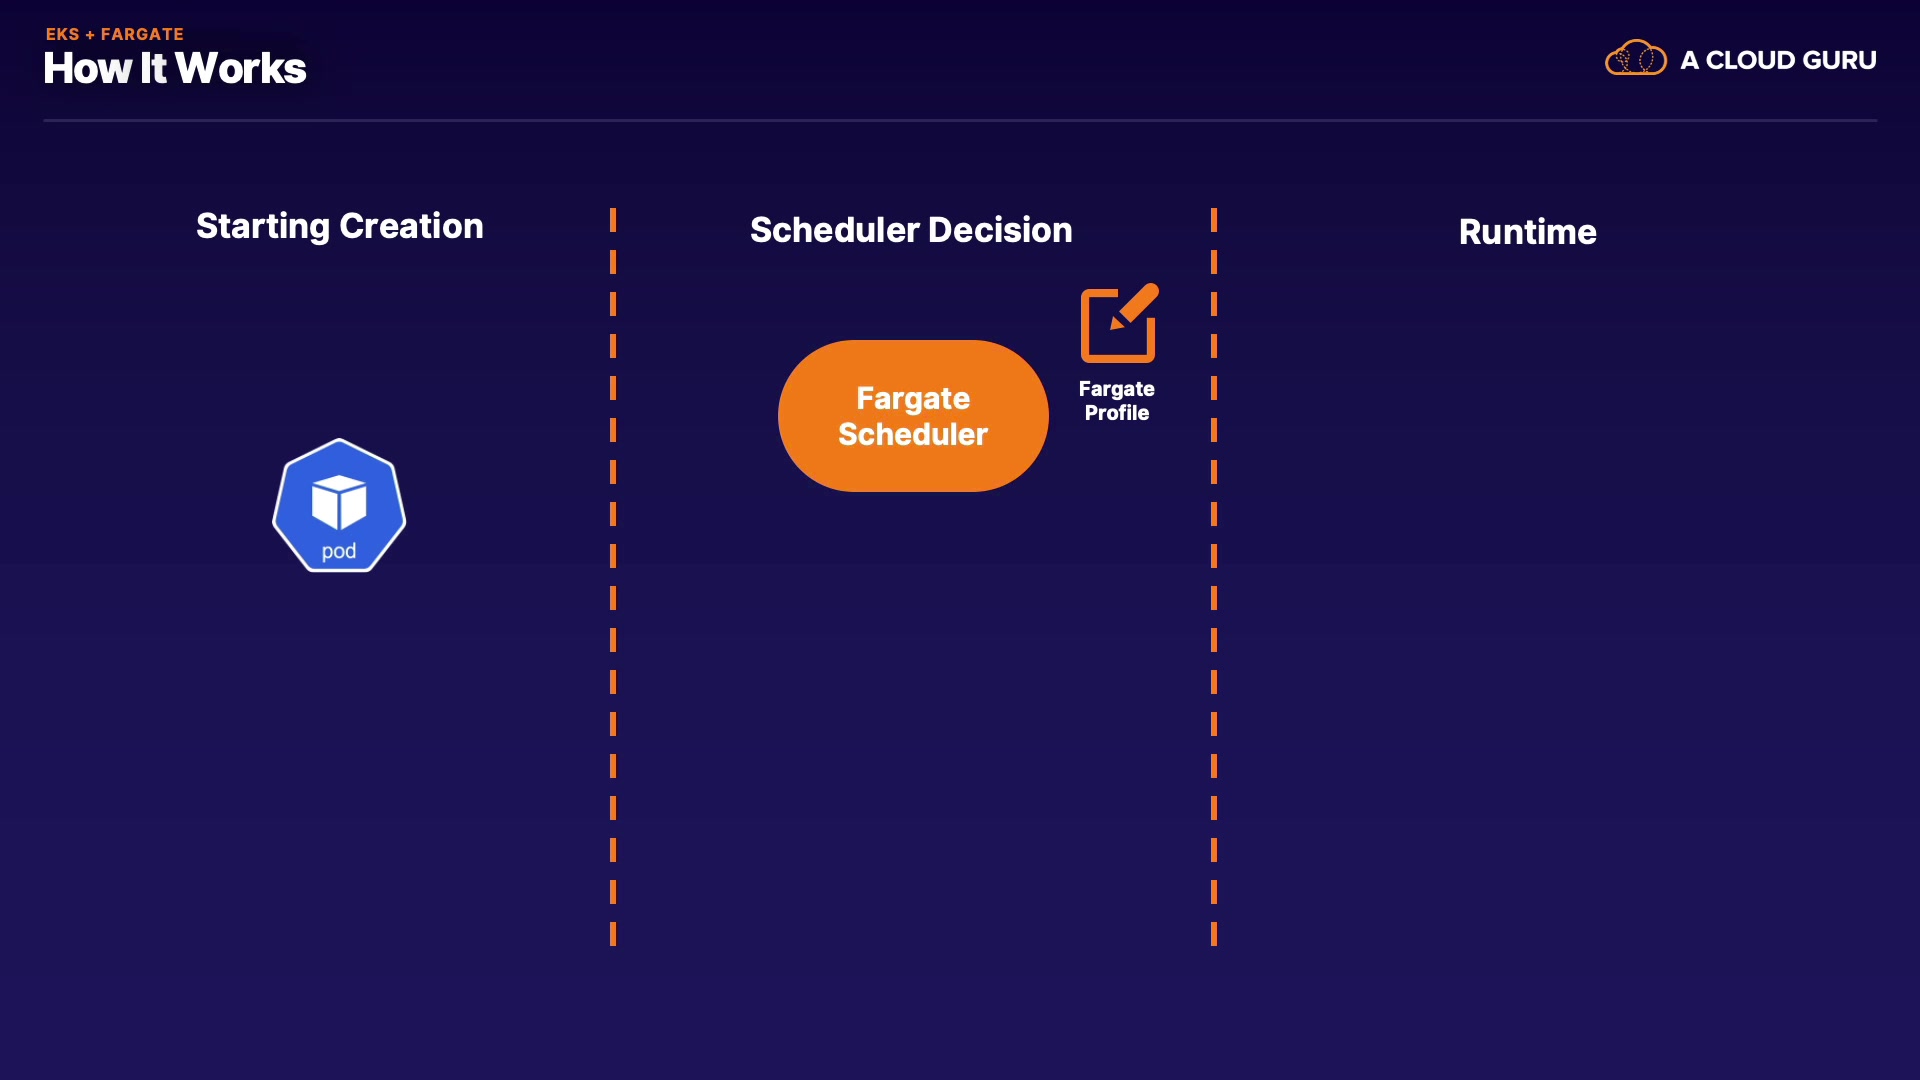 EKS + FARGATE
How It Works
A CLOUD GURU
Starting Creation
Scheduler Decision
Runtime
Fargate
Scheduler
Fargate
Profile
pod